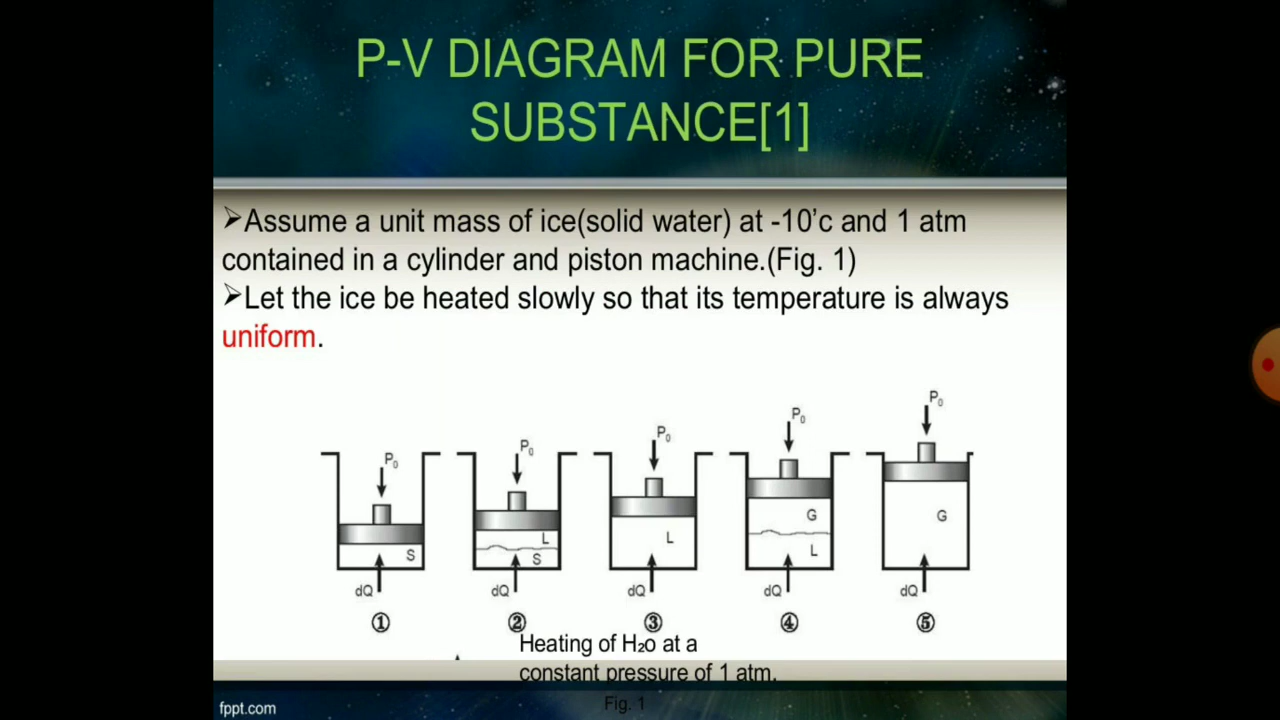 P-V DIAGRAM FOR PURE
SUBSTANCE[1]
➢Assume a unit mass of ice(solid water) at -10’c and 1 atm
contained in a cylinder and piston machine.(Fig. 1)
➢Let the ice be heated slowly so that its temperature is always
uniform.
P₀ P₀ P₀ P₀ P₀
S L S L G L G
dQ dQ dQ dQ dQ
① ② ③ ④ ⑤
Heating of H₂o at a
constant pressure of 1 atm.
Fig. 1
fppt.com